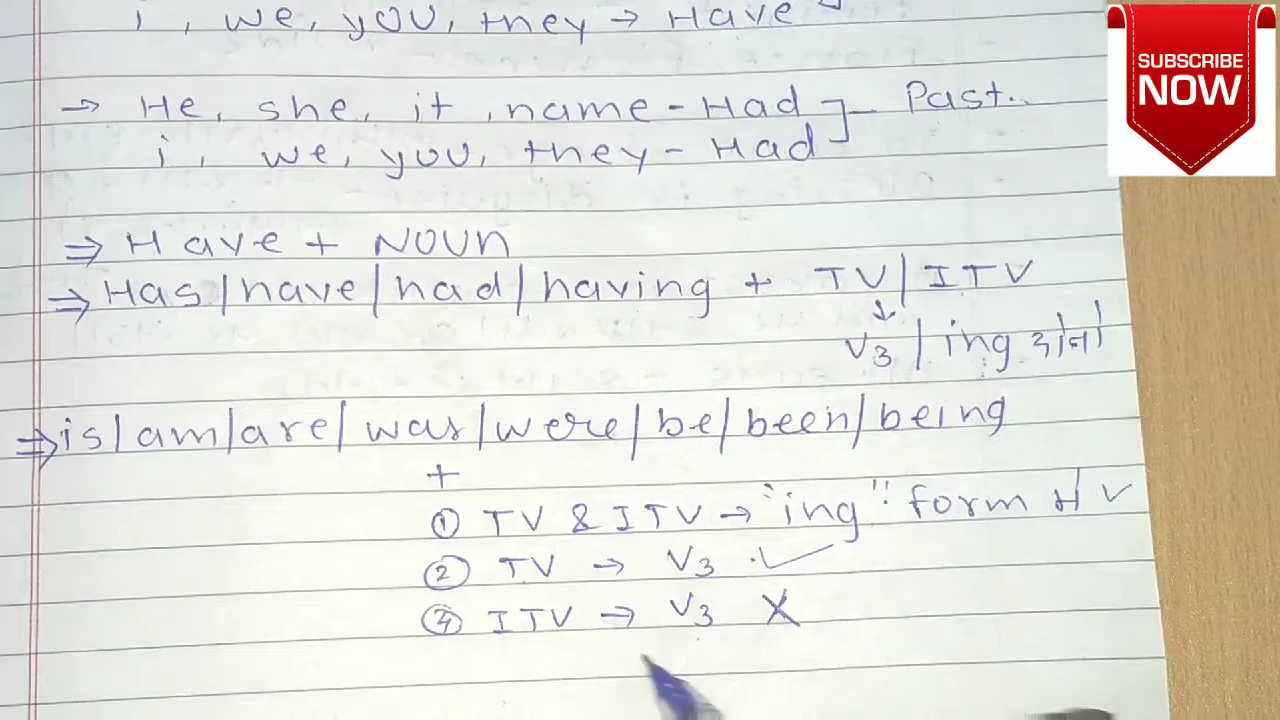 i, we, you, they → Have
→ He, she, it, name - Had ]- Past..
i, we, you, they - Had
⇒ Have + Noun
⇒ Has/have/had/having + TV/ITV
↓
V3 / ing
⇒ is/am/are/was/were/be/been/being
+
① TV & ITV → "ing" form
② TV → V3 ✓
③ ITV → V3 X
SUBSCRIBE
NOW